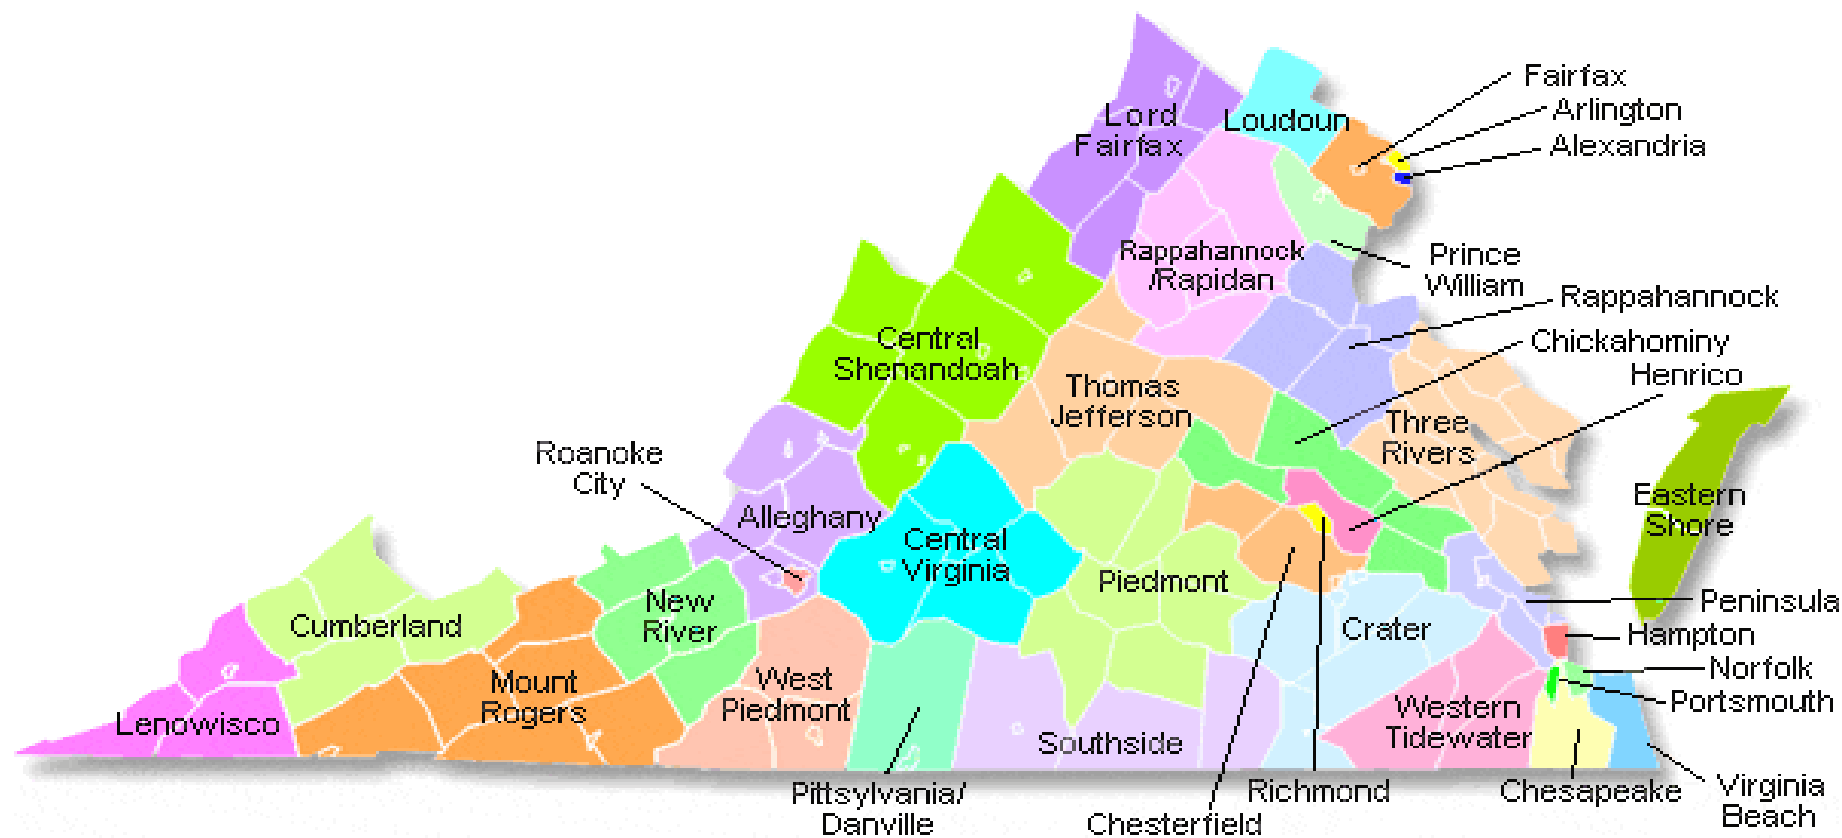 Fairfax
Arlington
Alexandria
Lord
Fairfax
Loudoun
Rappahannock
/Rapidan
Prince
William
Rappahannock
Chickahominy
Henrico
Central
Shenandoah
Thomas
Jefferson
Three
Rivers
Roanoke
City
Alleghany
Eastern
Shore
Central
Virginia
Piedmont
New
River
Cumberland
Crater
Peninsula
Hampton
Norfolk
Portsmouth
Mount
Rogers
West
Piedmont
Lenowisco
Western
Tidewater
Southside
Pittsylvania/
Danville
Chesterfield
Richmond
Chesapeake
Virginia
Beach